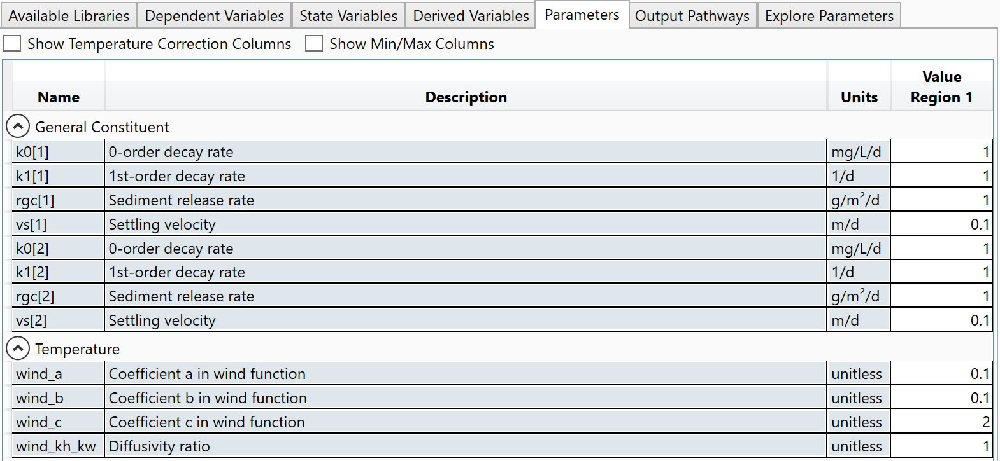 Available Libraries Dependent Variables State Variables Derived Variables Parameters Output Pathways Explore Parameters
Show Temperature Correction Columns Show Min/Max Columns
Name Description Units Value Region 1
General Constituent
k0[1] 0-order decay rate mg/L/d 1
k1[1] 1st-order decay rate 1/d 1
rgc[1] Sediment release rate g/m²/d 1
vs[1] Settling velocity m/d 0.1
k0[2] 0-order decay rate mg/L/d 1
k1[2] 1st-order decay rate 1/d 1
rgc[2] Sediment release rate g/m²/d 1
vs[2] Settling velocity m/d 0.1
Temperature
wind_a Coefficient a in wind function unitless 0.1
wind_b Coefficient b in wind function unitless 0.1
wind_c Coefficient c in wind function unitless 2
wind_kh_kw Diffusivity ratio unitless 1